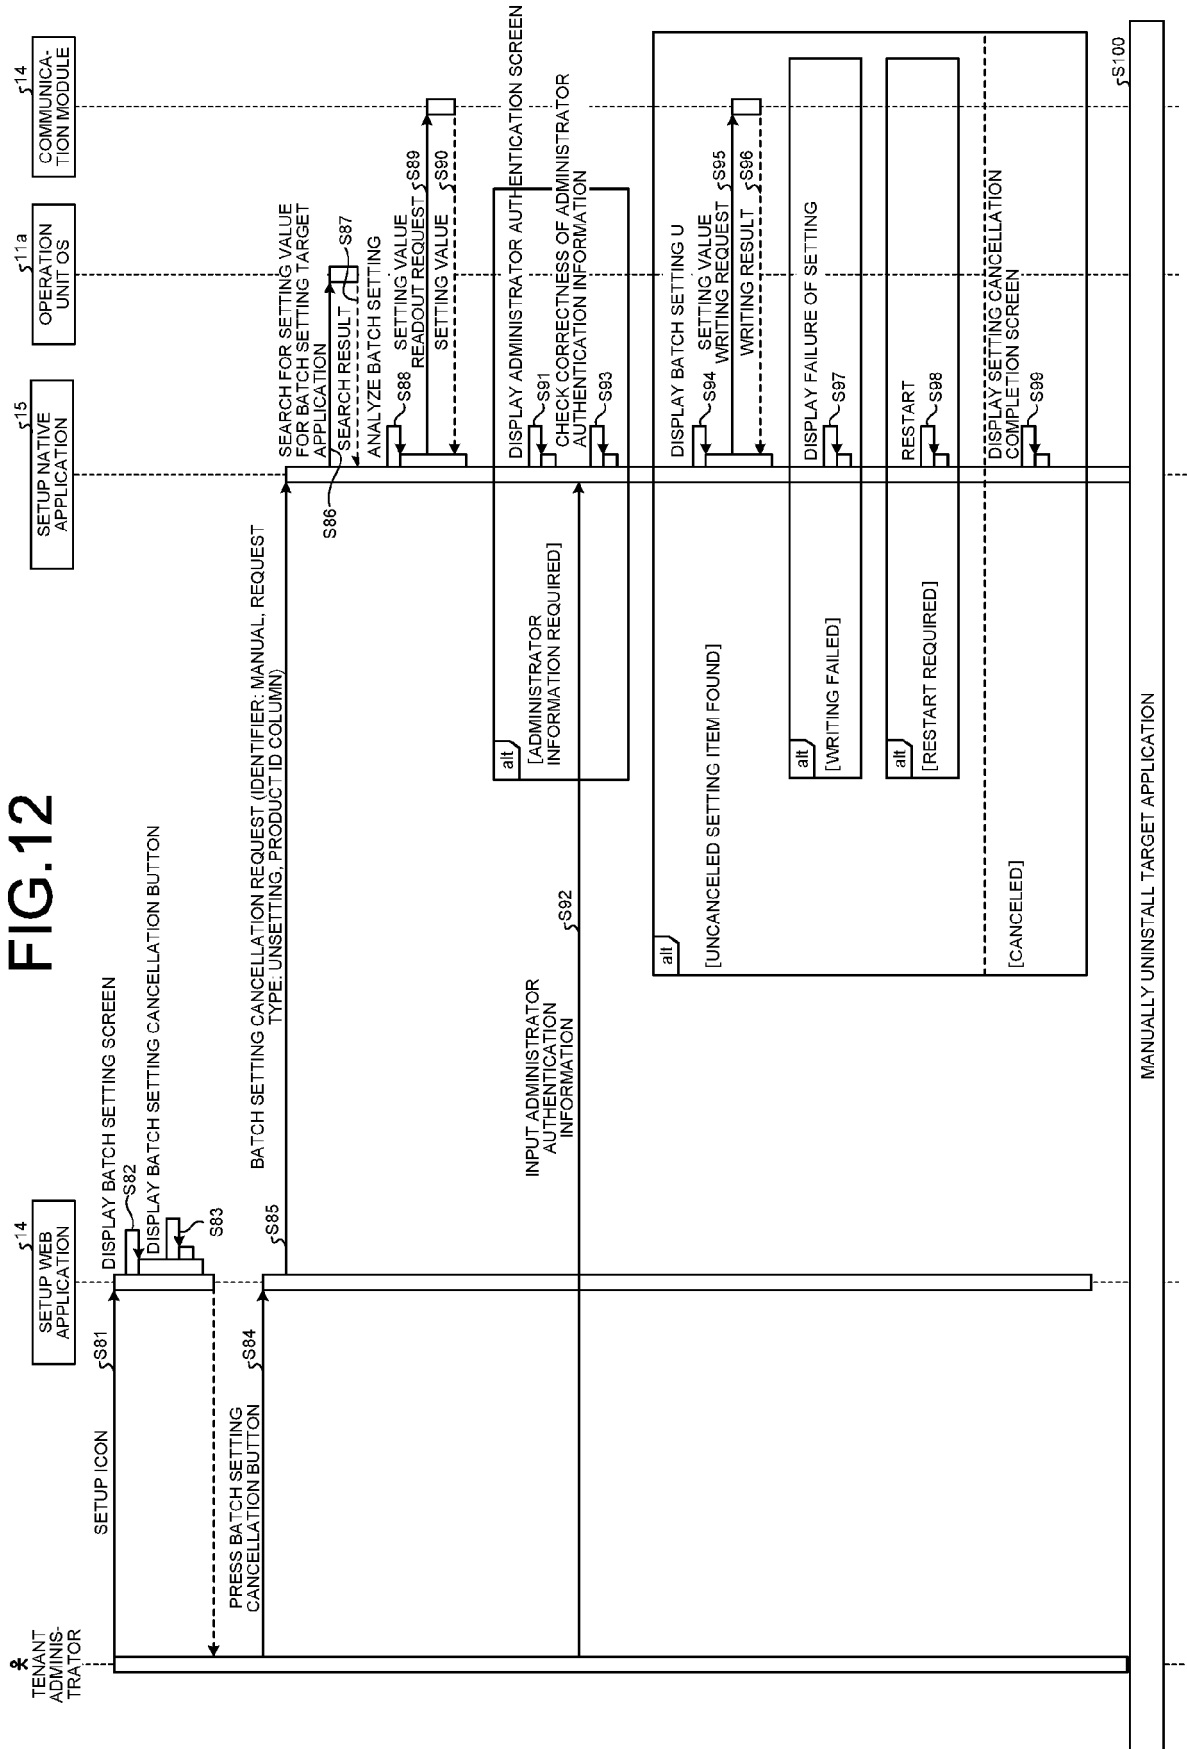 FIG.12
TENANT
ADMINIS-
TRATOR
14
SETUP WEB
APPLICATION
15
SETUP NATIVE
APPLICATION
11a
OPERATION
UNIT OS
14
COMMUNICA-
TION MODULE
SETUP ICON
S81
DISPLAY BATCH SETTING SCREEN
S82
DISPLAY BATCH SETTING CANCELLATION BUTTON
S83
PRESS BATCH SETTING
CANCELLATION BUTTON
S84
BATCH SETTING CANCELLATION REQUEST (IDENTIFIER: MANUAL, REQUEST
TYPE: UNSETTING, PRODUCT ID COLUMN)
S85
SEARCH FOR SETTING VALUE
FOR BATCH SETTING TARGET
APPLICATION
S86
SEARCH RESULT
S87
ANALYZE BATCH SETTING
S88
SETTING VALUE
READOUT REQUEST
S89
SETTING VALUE
S90
alt
[ADMINISTRATOR
INFORMATION REQUIRED]
DISPLAY ADMINISTRATOR AUTHENTICATION SCREEN
S91
INPUT ADMINISTRATOR
AUTHENTICATION
INFORMATION
S92
CHECK CORRECTNESS OF ADMINISTRATOR
AUTHENTICATION INFORMATION
S93
alt
[UNCANCELED SETTING ITEM FOUND]
DISPLAY BATCH SETTING U
S94
SETTING VALUE
WRITING REQUEST
S95
WRITING RESULT
S96
alt
[WRITING FAILED]
DISPLAY FAILURE OF SETTING
S97
alt
[RESTART REQUIRED]
RESTART
S98
[CANCELED]
DISPLAY SETTING CANCELLATION
COMPLETION SCREEN
S99
MANUALLY UNINSTALL TARGET APPLICATION
S100